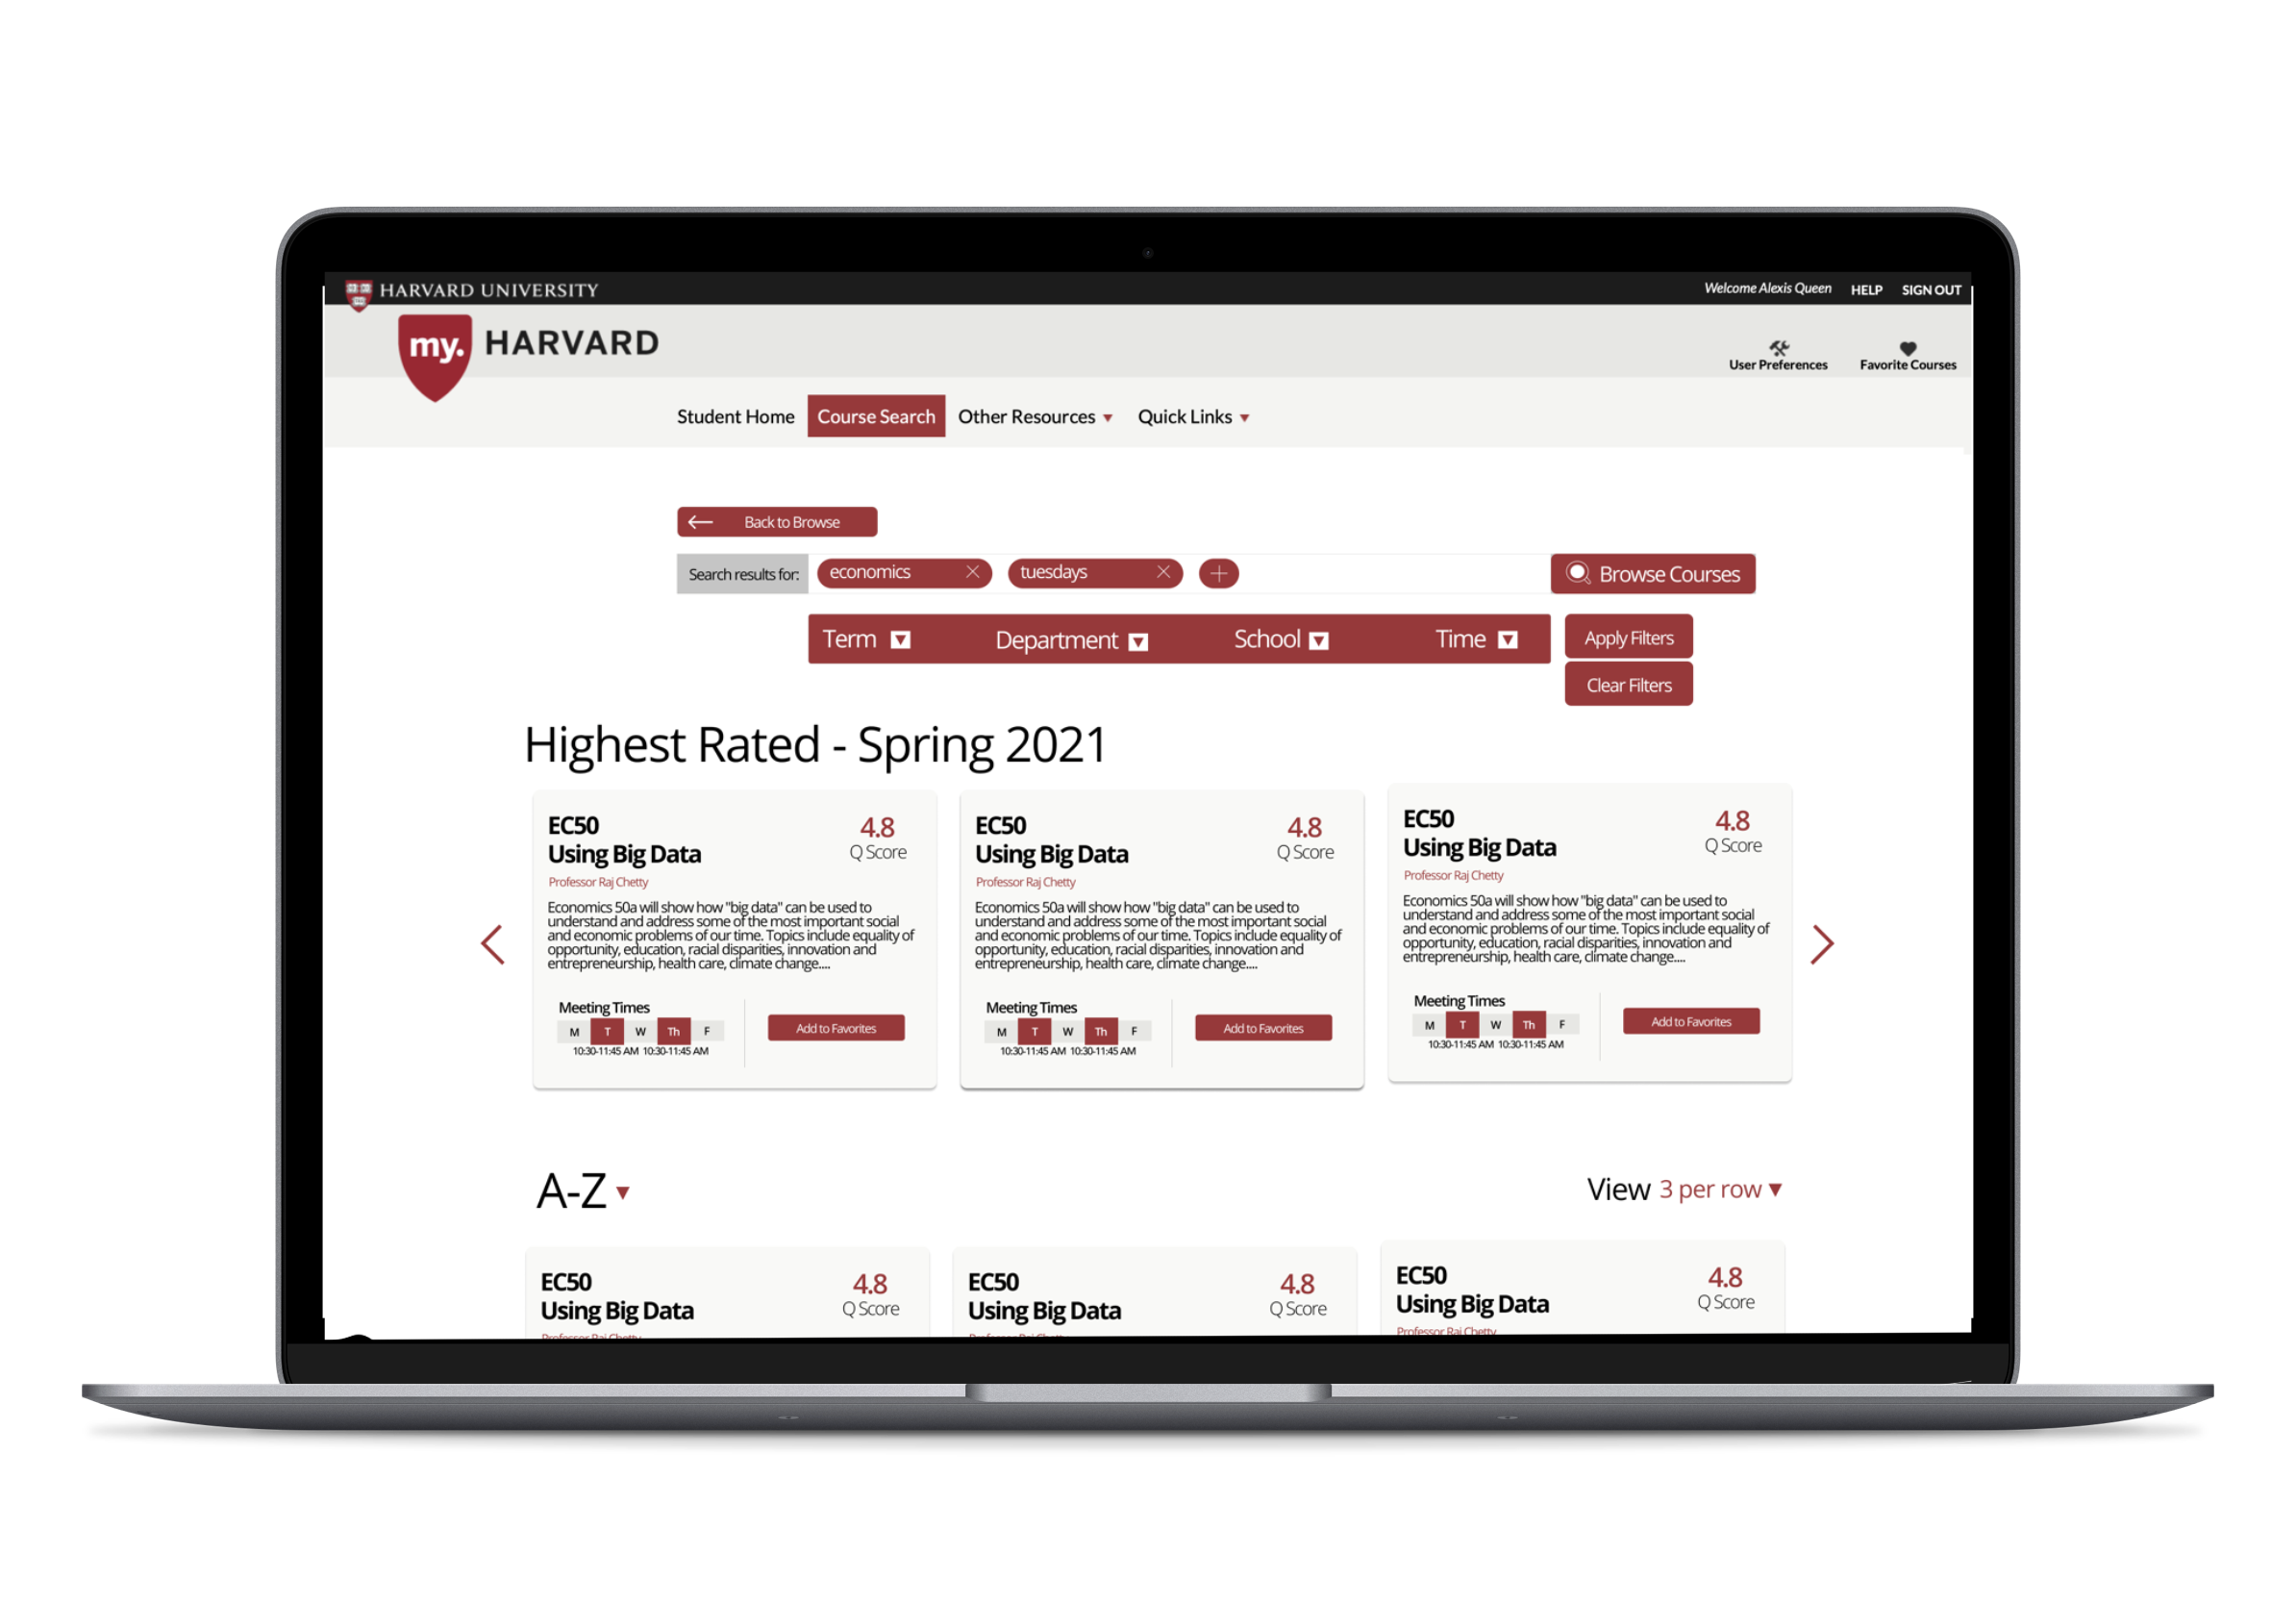 HARVARD UNIVERSITY
Welcome Alexis Queen HELP SIGN OUT
my. HARVARD
User Preferences Favorite Courses
Student Home Course Search Other Resources Quick Links
Back to Browse
Search results for: economics tuesdays Browse Courses
Term Department School Time Apply Filters
Clear Filters
Highest Rated - Spring 2021
EC50
Using Big Data
4.8
Q Score
Professor Raj Chetty
Economics 50a will show how "big data" can be used to
understand and address some of the most important social
and economic problems of our time. Topics include equality of
opportunity, education, racial disparities, innovation and
entrepreneurship, health care, climate change....
Meeting Times
M T W Th F
10:30-11:45 AM 10:30-11:45 AM
Add to Favorites
EC50
Using Big Data
4.8
Q Score
Professor Raj Chetty
Economics 50a will show how "big data" can be used to
understand and address some of the most important social
and economic problems of our time. Topics include equality of
opportunity, education, racial disparities, innovation and
entrepreneurship, health care, climate change....
Meeting Times
M T W Th F
10:30-11:45 AM 10:30-11:45 AM
Add to Favorites
EC50
Using Big Data
4.8
Q Score
Professor Raj Chetty
Economics 50a will show how "big data" can be used to
understand and address some of the most important social
and economic problems of our time. Topics include equality of
opportunity, education, racial disparities, innovation and
entrepreneurship, health care, climate change....
Meeting Times
M T W Th F
10:30-11:45 AM 10:30-11:45 AM
Add to Favorites
A-Z
View 3 per row
EC50
Using Big Data
4.8
Q Score
EC50
Using Big Data
4.8
Q Score
EC50
Using Big Data
4.8
Q Score
Professor Raj Chetty